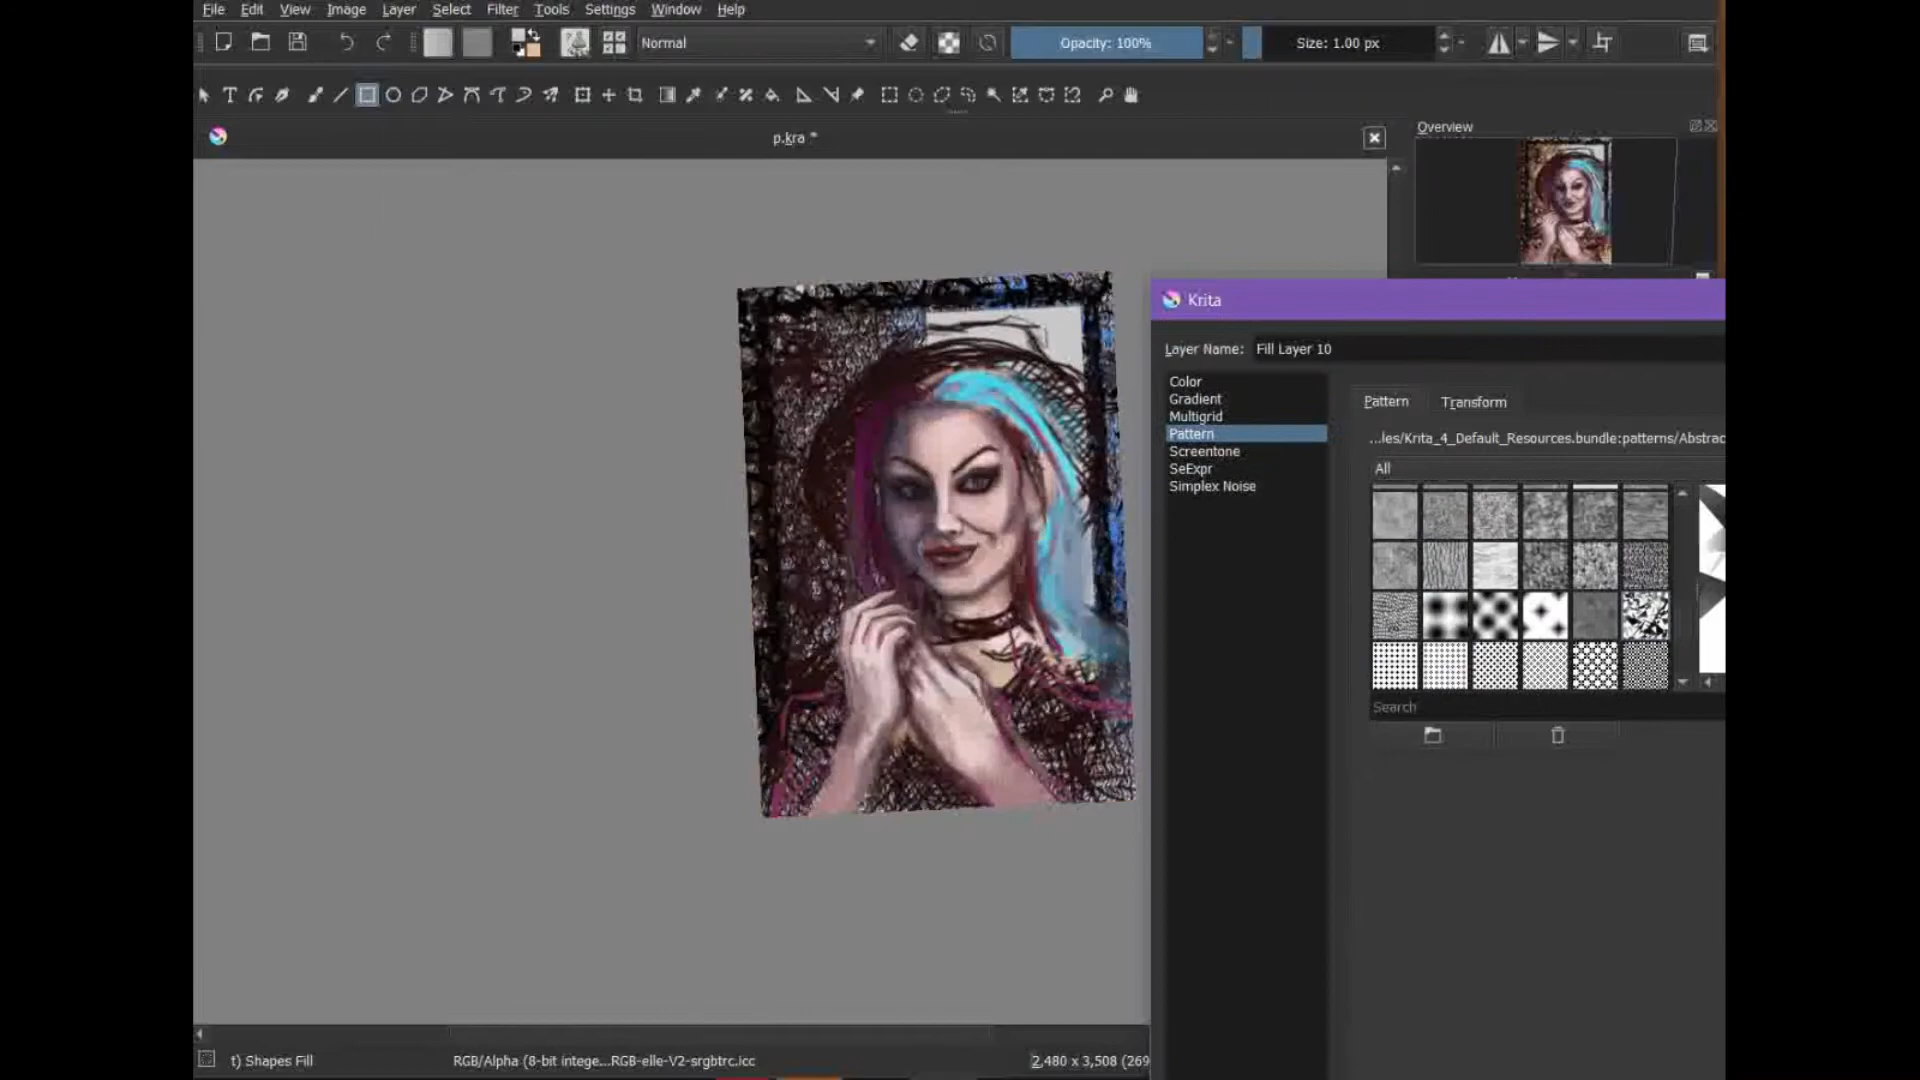 File Edit View Image Layer Select Filter Tools Settings Window Help
Normal
Opacity: 100%
Size: 1.00 px
p.kra *
Overview
Krita
Layer Name: Fill Layer 10
Color
Gradient
Multigrid
Pattern
Screentone
SeExpr
Simplex Noise
Pattern Transform
...les/Krita_4_Default_Resources.bundle:patterns/Abstrac
All
Search
t) Shapes Fill
RGB/Alpha (8-bit intege...RGB-elle-V2-srgbtrc.icc
2,480 x 3,508 (269